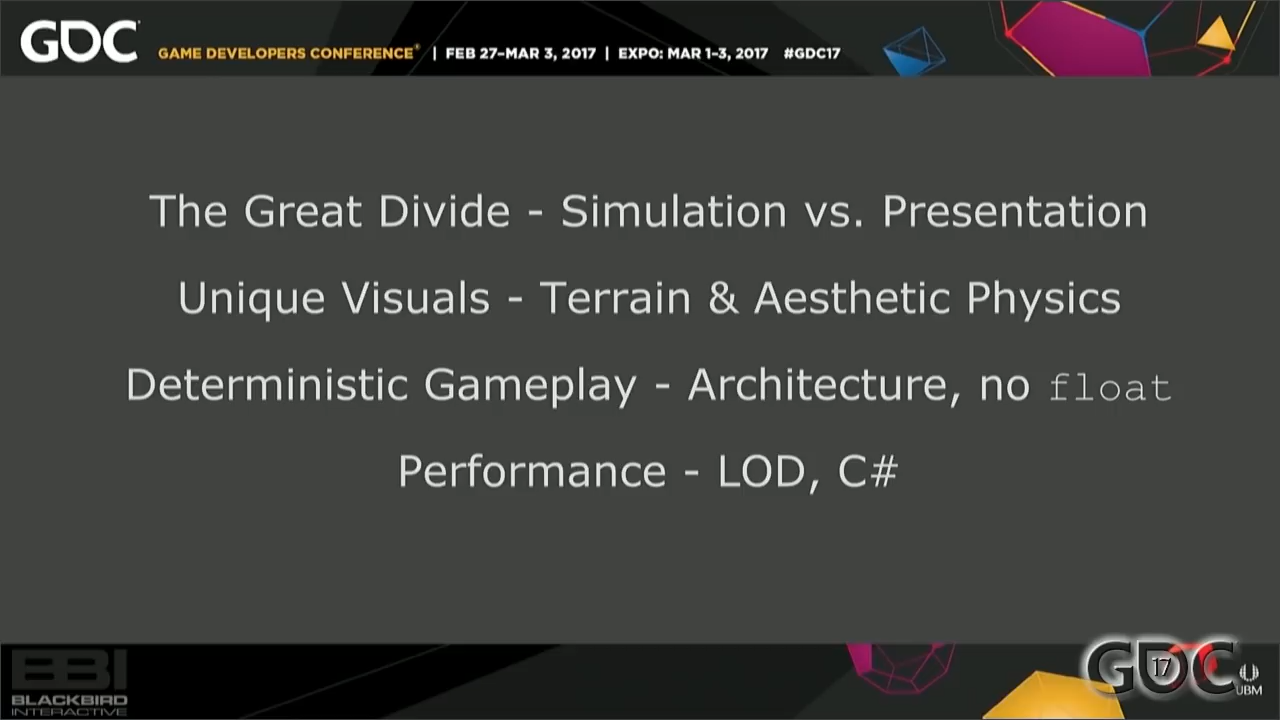 GDC GAME DEVELOPERS CONFERENCE® | FEB 27–MAR 3, 2017 | EXPO: MAR 1–3, 2017 #GDC17
The Great Divide - Simulation vs. Presentation
Unique Visuals - Terrain & Aesthetic Physics
Deterministic Gameplay - Architecture, no float
Performance - LOD, C#
BBI
BLACKBIRD
INTERACTIVE
GDC
17
UBM